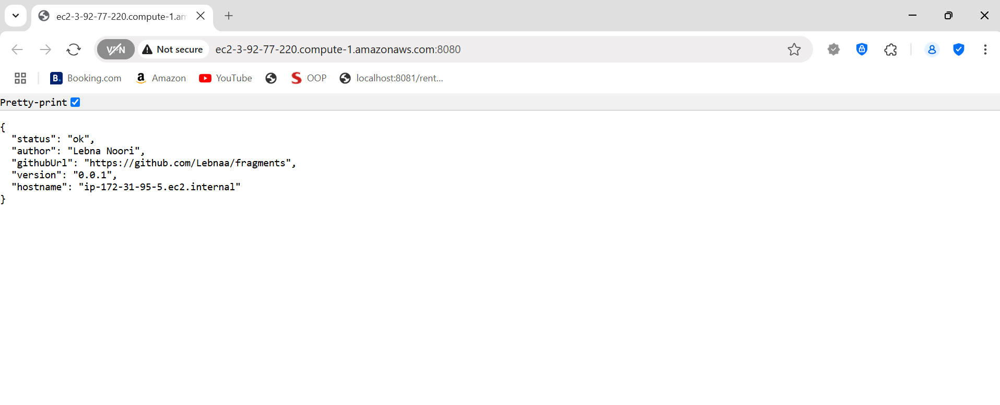 ec2-3-92-77-220.compute-1.am
VPN
Not secure
ec2-3-92-77-220.compute-1.amazonaws.com:8080
B. Booking.com
a Amazon
YouTube
S OOP
localhost:8081/rent...
Pretty-print
{
"status": "ok",
"author": "Lebna Noori",
"githubUrl": "https://github.com/Lebnaa/fragments",
"version": "0.0.1",
"hostname": "ip-172-31-95-5.ec2.internal"
}